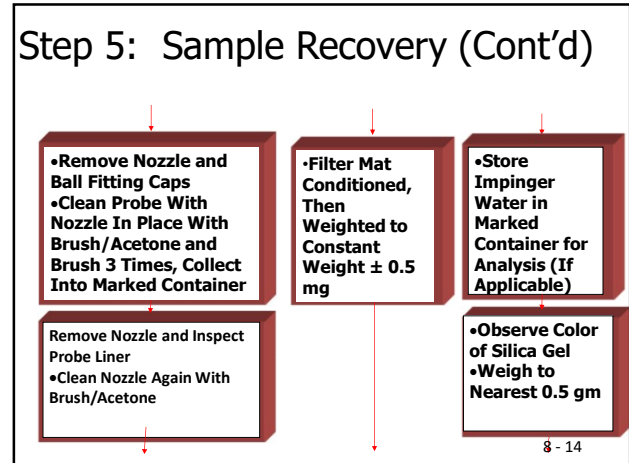 Step 5: Sample Recovery (Cont’d)
•Remove Nozzle and
Ball Fitting Caps
•Clean Probe With
Nozzle In Place With
Brush/Acetone and
Brush 3 Times, Collect
Into Marked Container
Remove Nozzle and Inspect
Probe Liner
•Clean Nozzle Again With
Brush/Acetone
•Filter Mat
Conditioned,
Then
Weighted to
Constant
Weight ± 0.5
mg
•Store
Impinger
Water in
Marked
Container for
Analysis (If
Applicable)
•Observe Color
of Silica Gel
•Weigh to
Nearest 0.5 gm
8 - 14